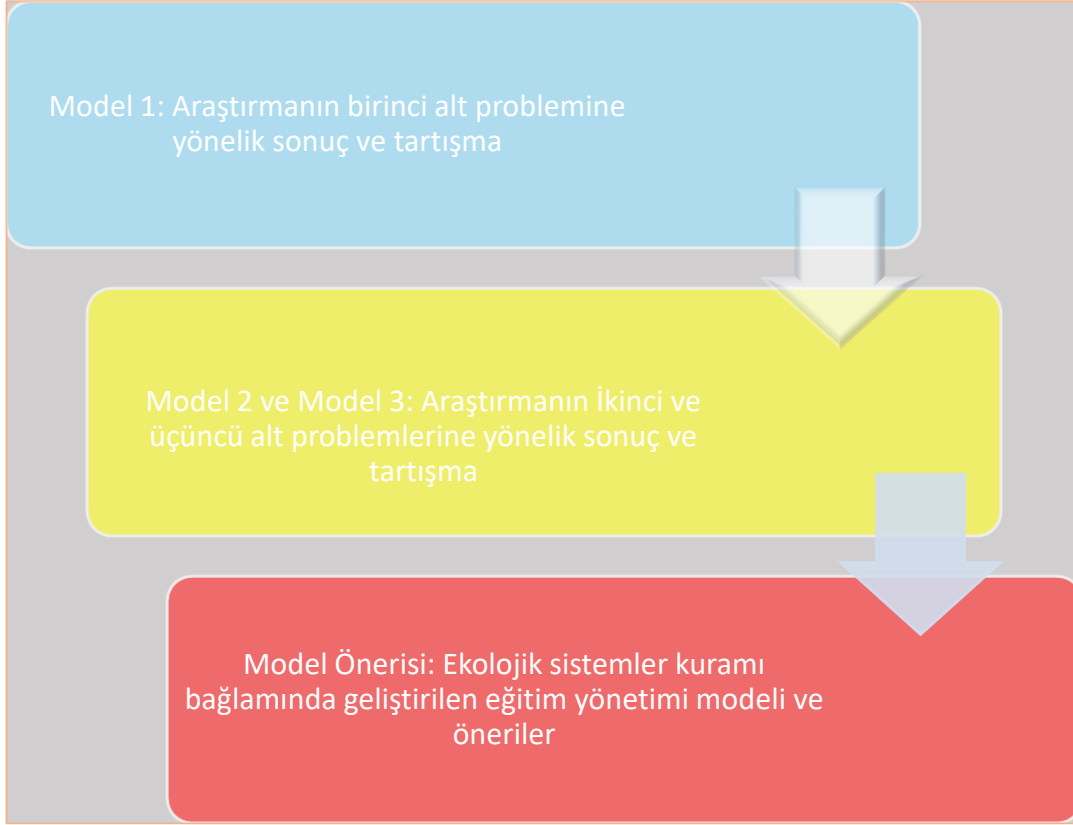 Model 1: Araştırmanın birinci alt problemine
yönelik sonuç ve tartışma
Model 2 ve Model 3: Araştırmanın İkinci ve
üçüncü alt problemlerine yönelik sonuç ve
tartışma
Model Önerisi: Ekolojik sistemler kuramı
bağlamında geliştirilen eğitim yönetimi modeli ve
öneriler